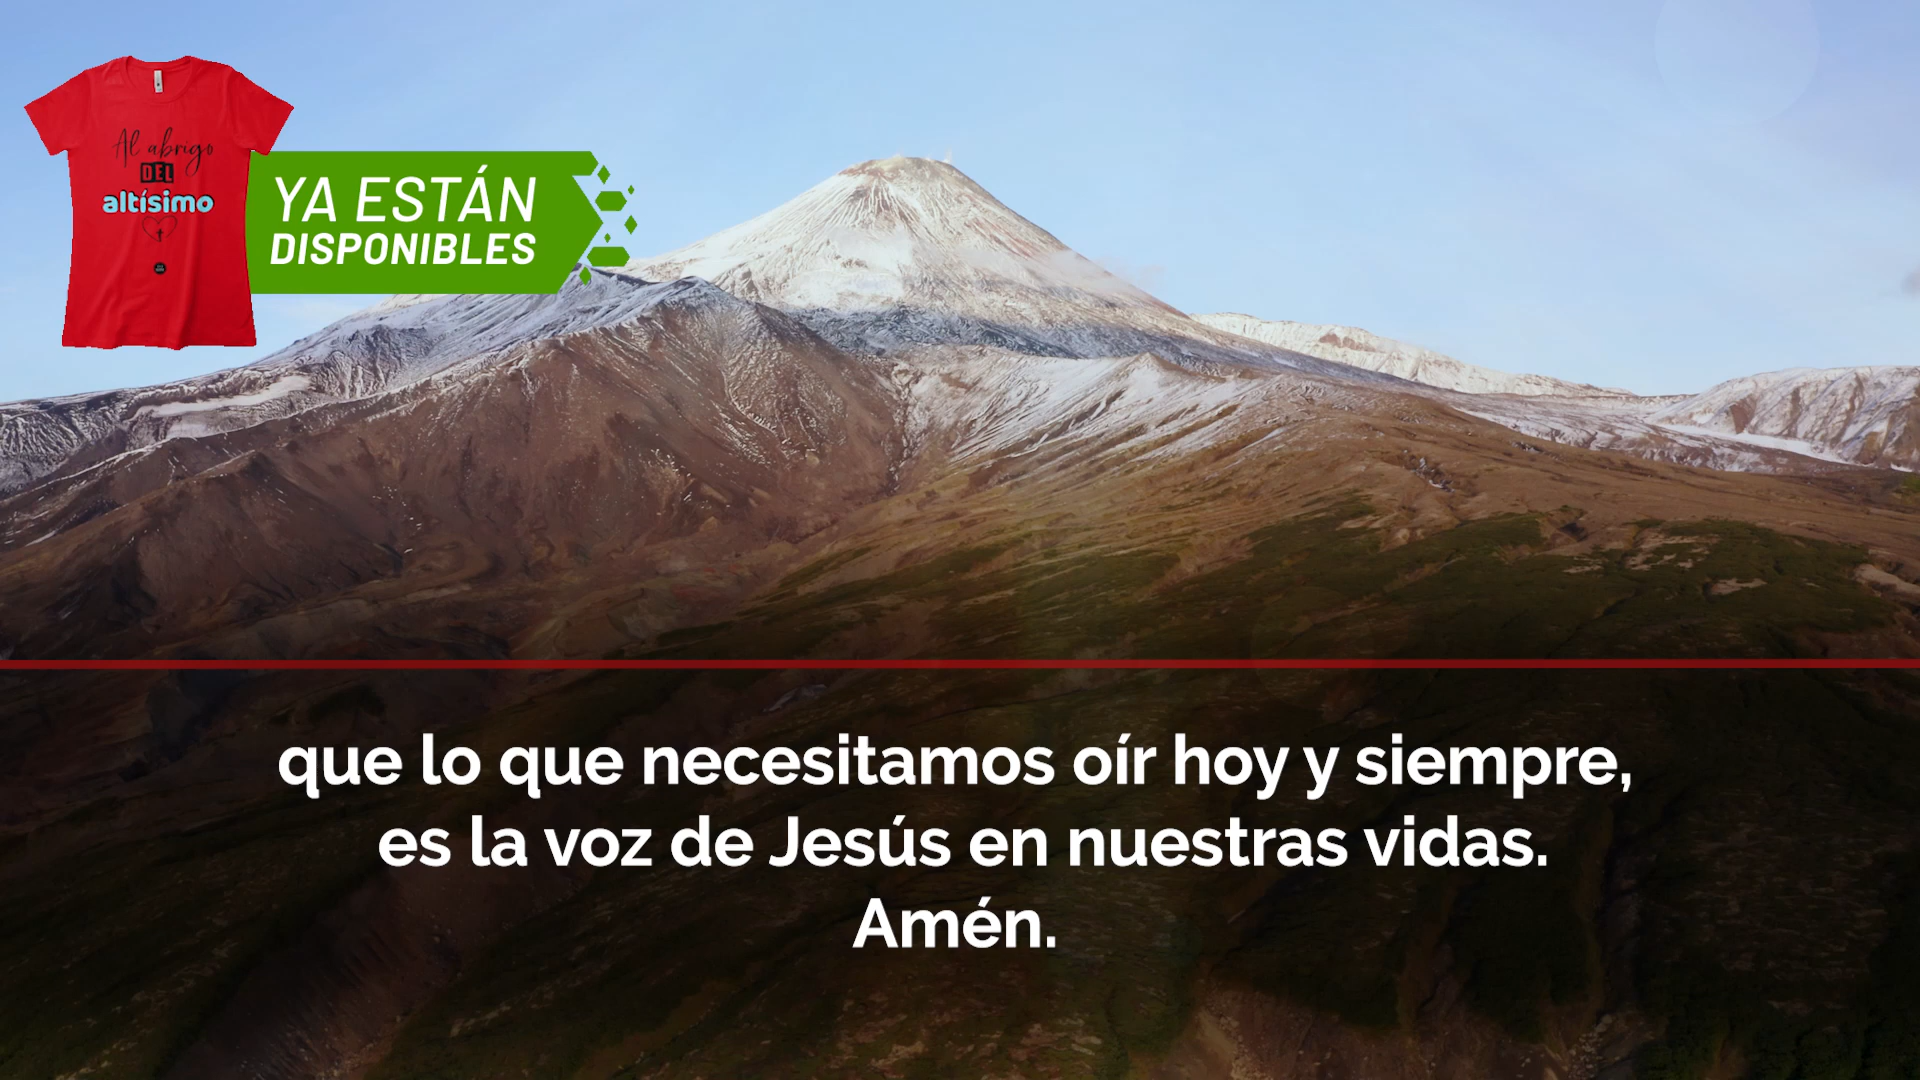 Al abrigo
DEL
altísimo
YA ESTÁN
DISPONIBLES
que lo que necesitamos oír hoy y siempre,
es la voz de Jesús en nuestras vidas.
Amén.